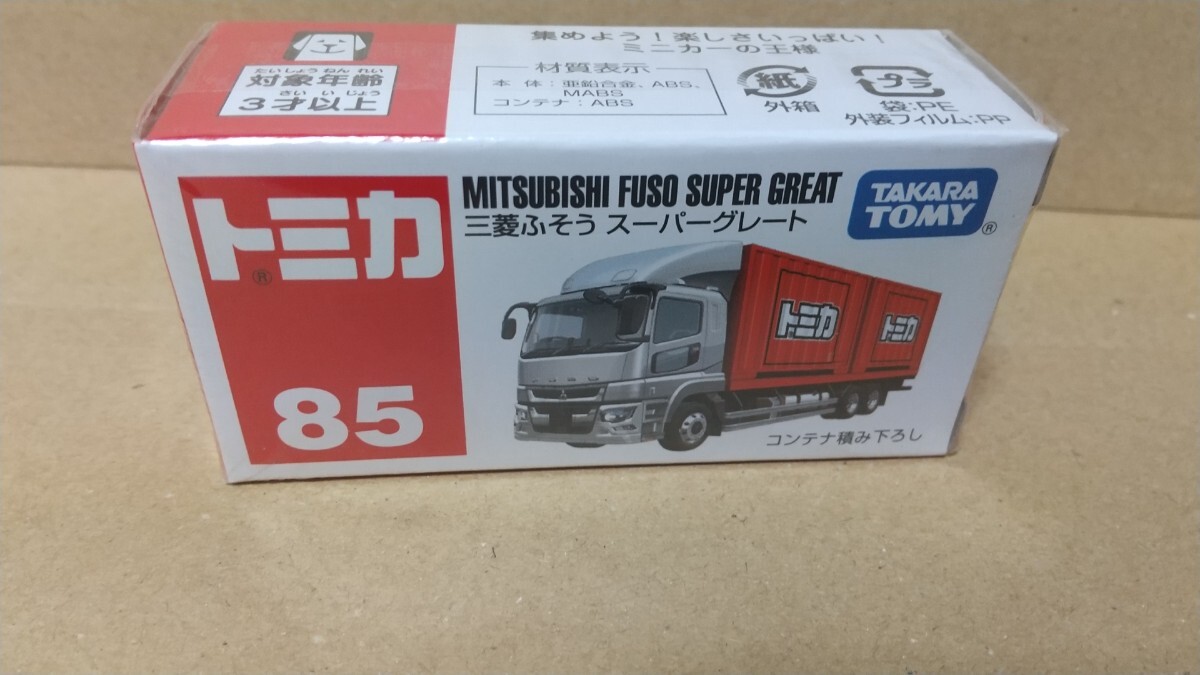 たいしょうねんれい
対象年齢
さいいじょう
3才以上
集めよう！楽しさいっぱい！
ミニカーの王様
材質表示
本体：亜鉛合金、ABS、
MABS
コンテナ：ABS
紙
外箱
プラ
袋:PE
外装フィルム:PP
トミカ®
85
MITSUBISHI FUSO SUPER GREAT
三菱ふそう スーパーグレート
TAKARA
TOMY®
トミカ
トミカ
FUSO
コンテナ積み下ろし